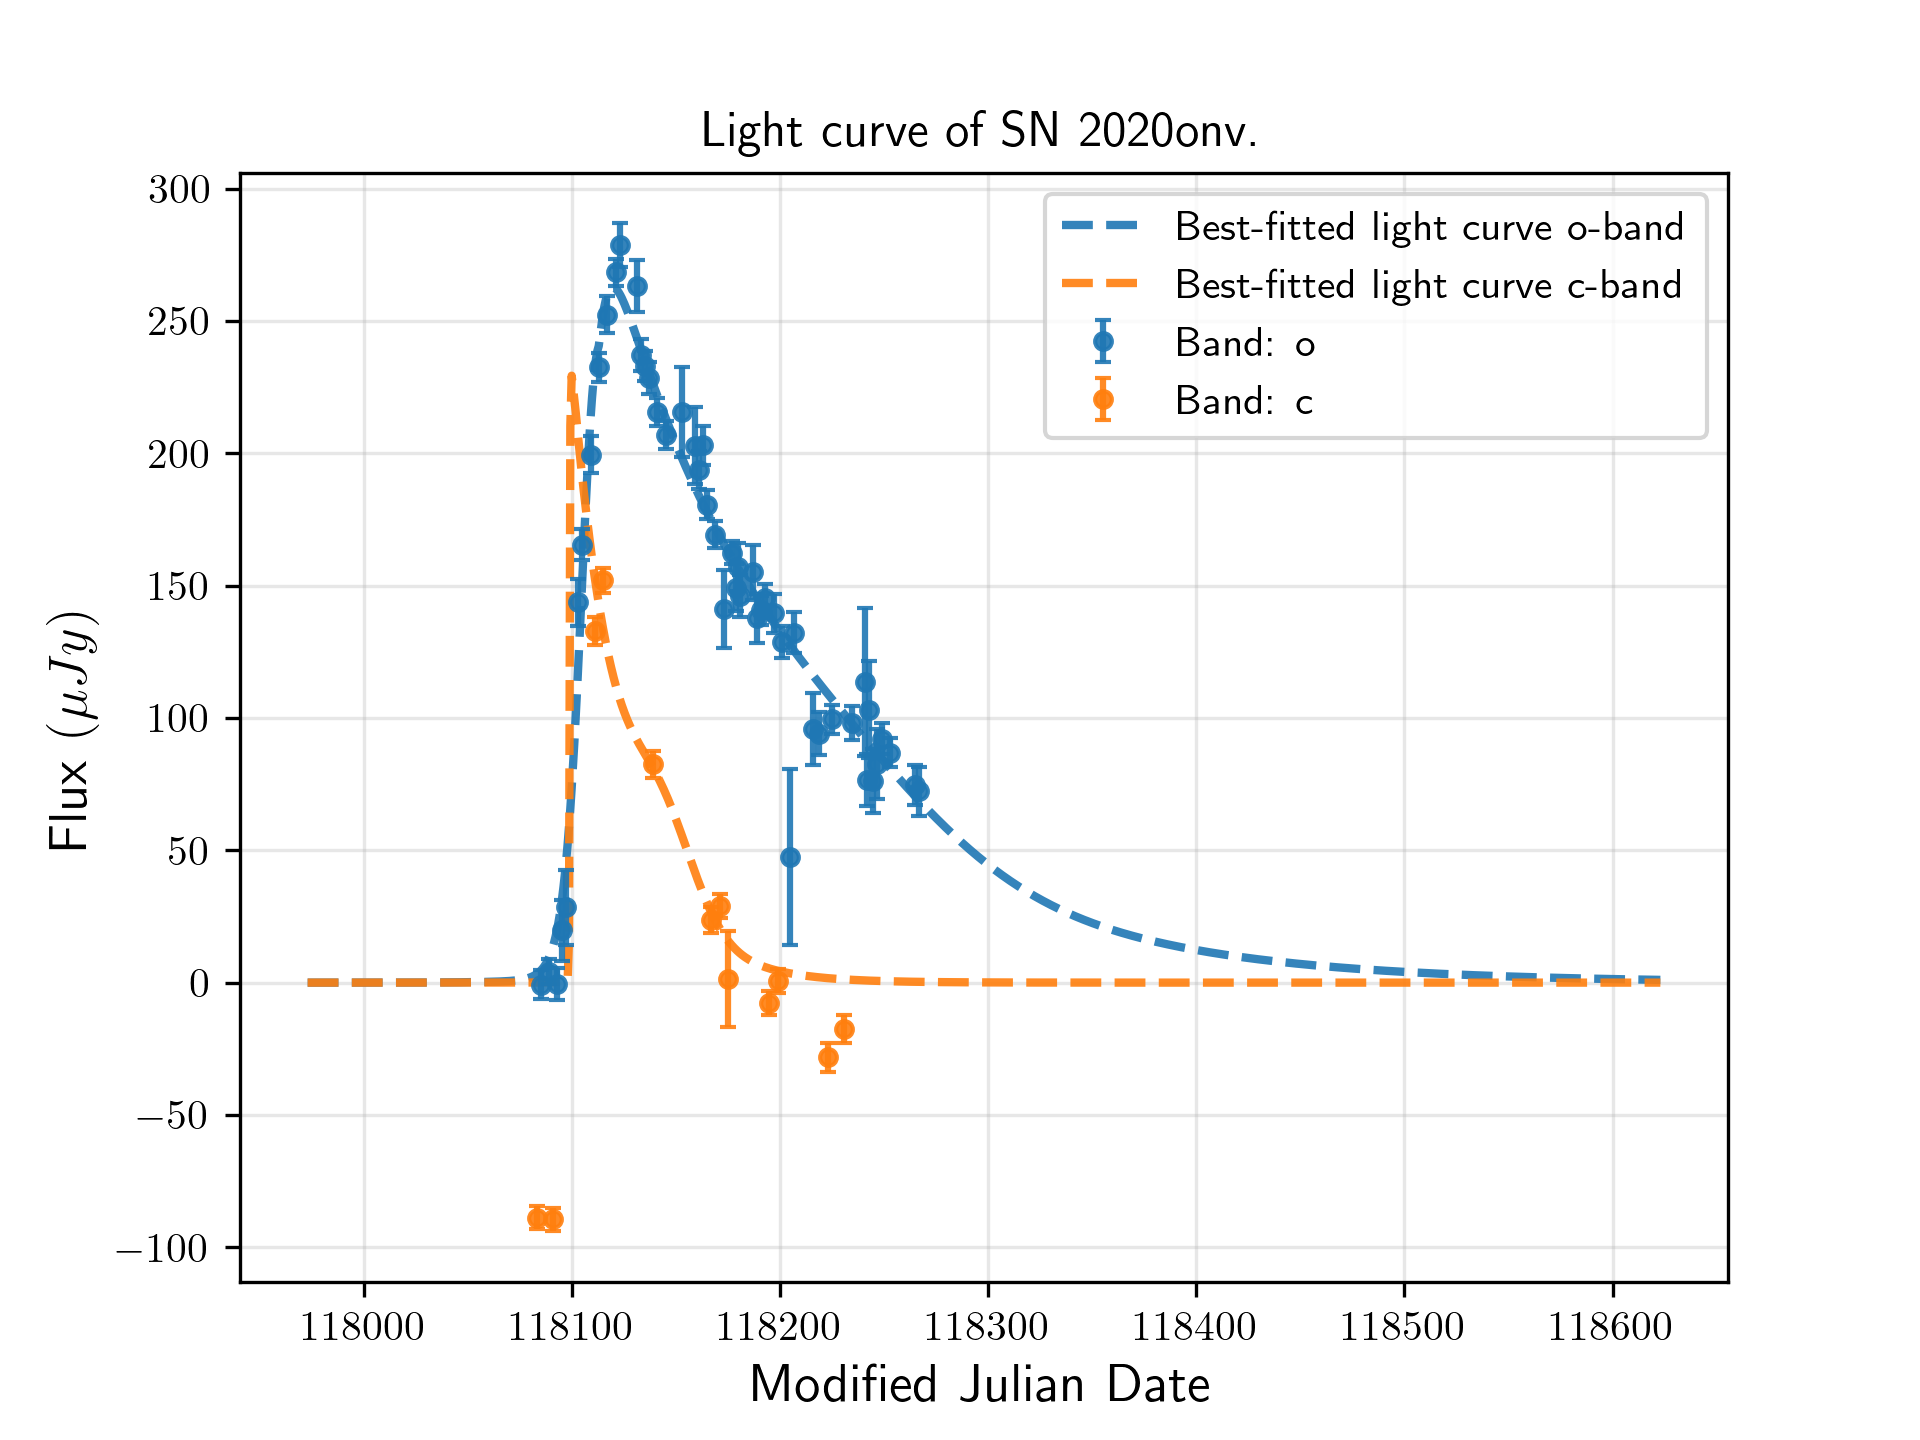 Light curve of SN 2020onv.
Best-fitted light curve o-band
Best-fitted light curve c-band
Band: o
Band: c
Flux (μJy)
300
250
200
150
100
50
0
−50
−100
118000 118100 118200 118300 118400 118500 118600
Modified Julian Date